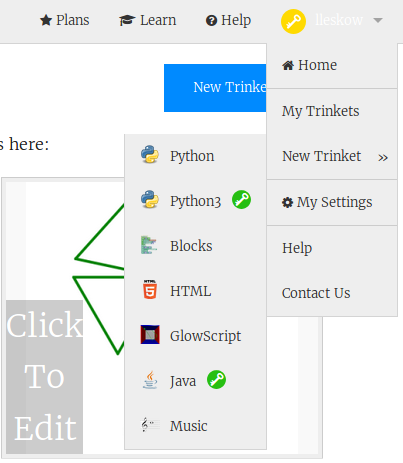 Plans Learn Help lleskow
Home
New Trinke
My Trinkets
s here:
New Trinket »
Python
Python3
My Settings
Blocks
Help
HTML
Contact Us
GlowScript
Java
Music
Click
To
Edit